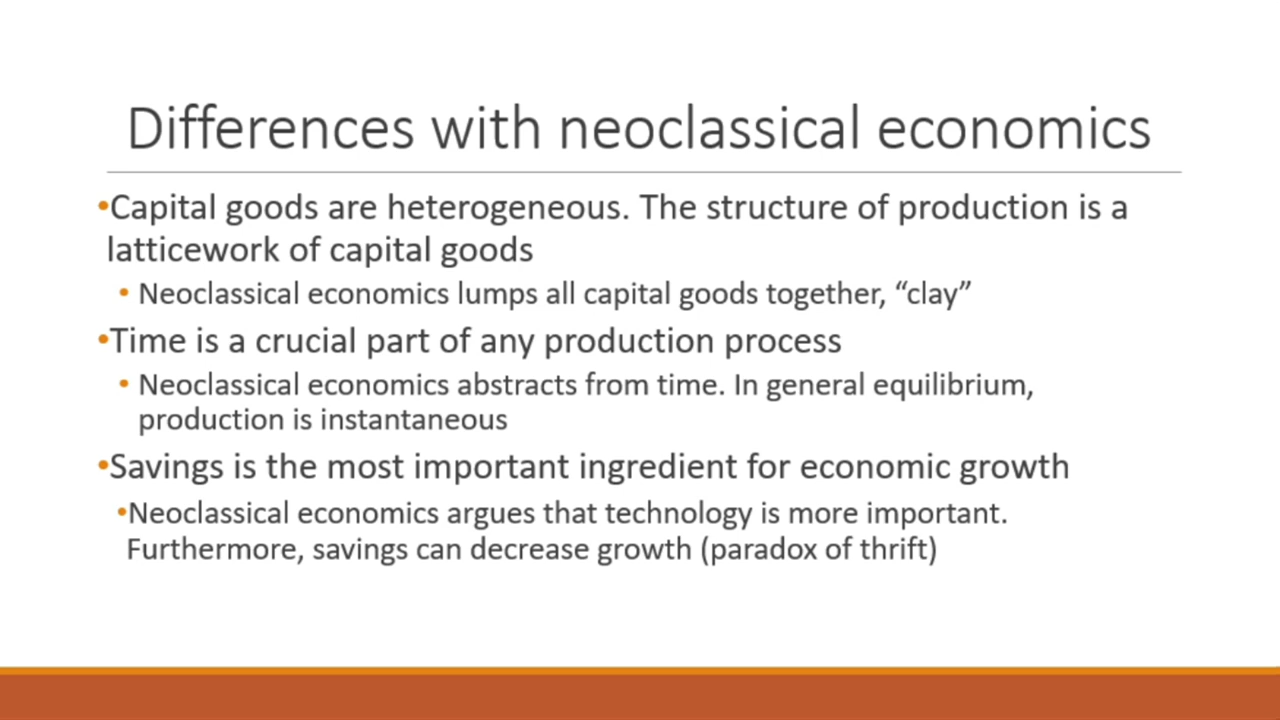 Differences with neoclassical economics
•Capital goods are heterogeneous. The structure of production is a
latticework of capital goods
• Neoclassical economics lumps all capital goods together, “clay”
•Time is a crucial part of any production process
• Neoclassical economics abstracts from time. In general equilibrium,
production is instantaneous
•Savings is the most important ingredient for economic growth
•Neoclassical economics argues that technology is more important.
Furthermore, savings can decrease growth (paradox of thrift)